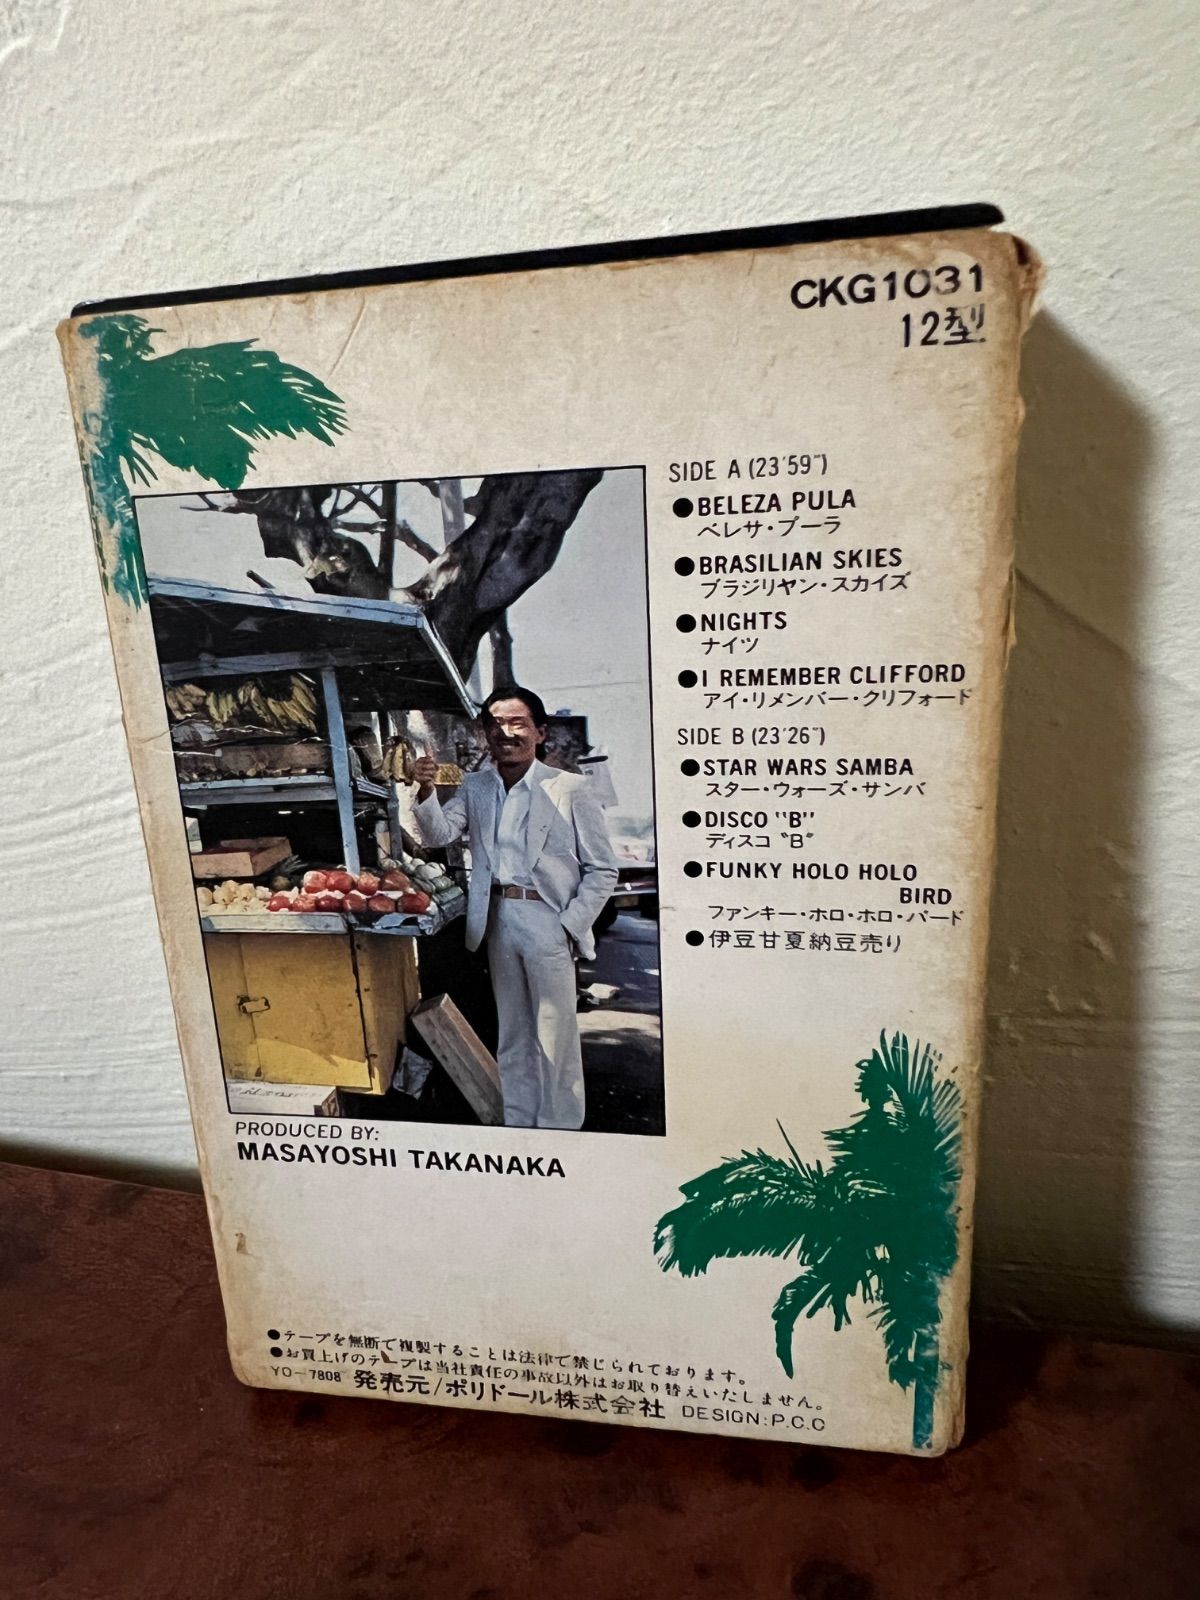 CKG1031
12型
SIDE A (23'59")
●BELEZA PULA
ベレサ・プーラ
●BRASILIAN SKIES
ブラジリヤン・スカイズ
●NIGHTS
ナイツ
●I REMEMBER CLIFFORD
アイ・リメンバー・クリフォード
SIDE B (23'26")
●STAR WARS SAMBA
スター・ウォーズ・サンバ
●DISCO "B"
ディスコ "B"
●FUNKY HOLO HOLO
BIRD
ファンキー・ホロ・ホロ・バード
●伊豆甘夏納豆売り
PRODUCED BY:
MASAYOSHI TAKANAKA
●テープを無断で複製することは法律で禁じられております。
●お買上げのテープは当社責任の事故以外はお取り替えいたしません。
YO-7808 発売元/ポリドール株式会社 DESIGN:P.C.C